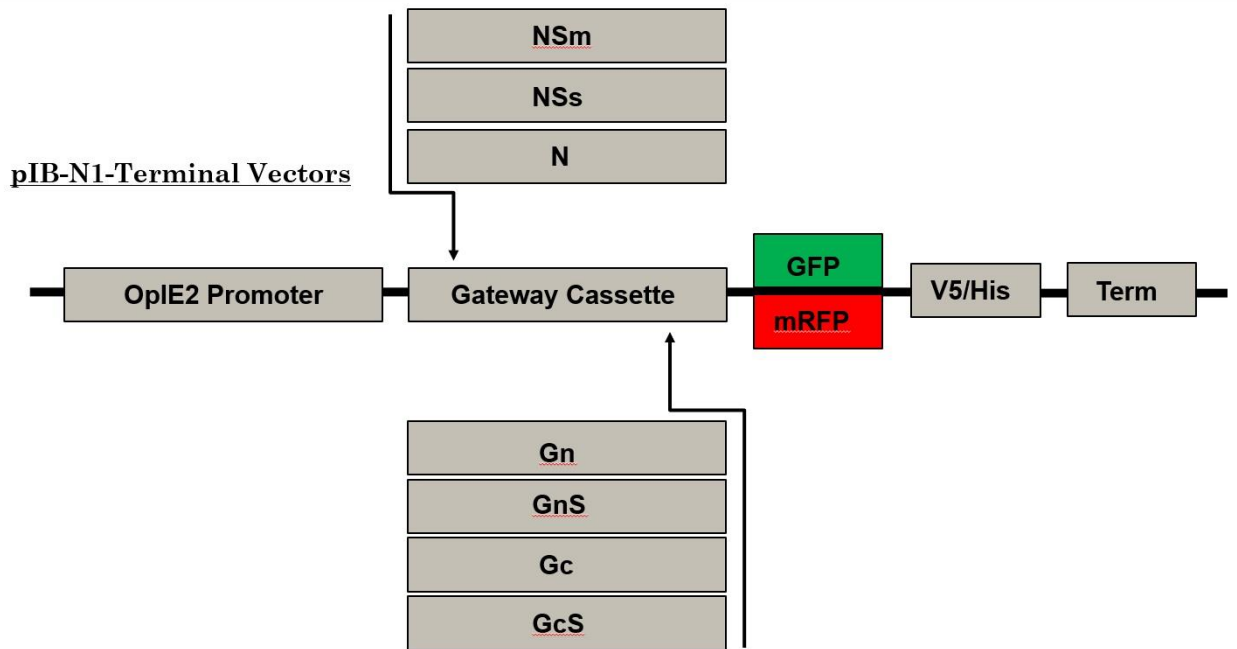 NSm
NSs
N
pIB-N1-Terminal Vectors
OpIE2 Promoter
Gateway Cassette
GFP
mRFP
V5/His
Term
Gn
GnS
Gc
GcS